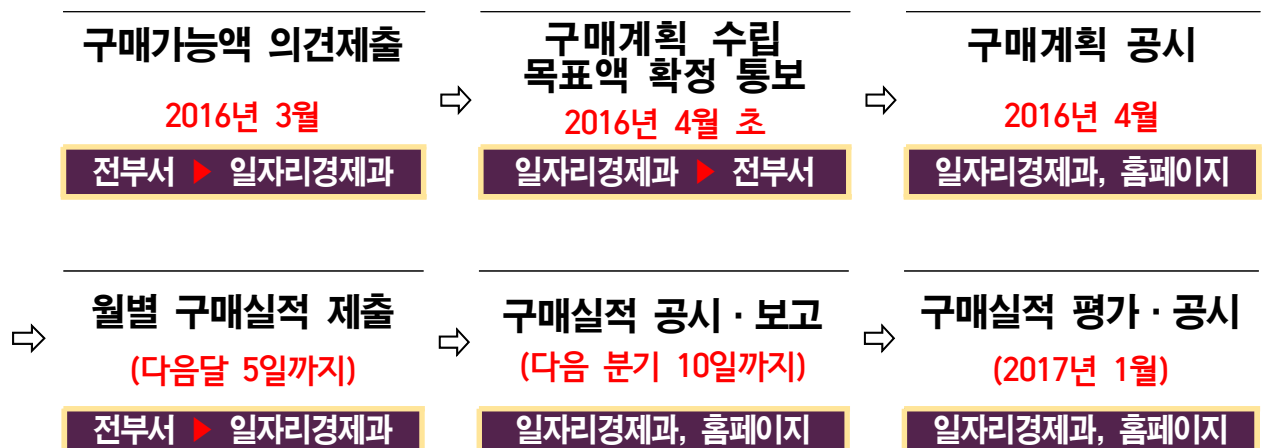 구매가능액 의견제출
2016년 3월
전부서 ▶ 일자리경제과
⇨
구매계획 수립
목표액 확정 통보
2016년 4월 초
일자리경제과 ▶ 전부서
⇨
구매계획 공시
2016년 4월
일자리경제과, 홈페이지
⇨
월별 구매실적 제출
(다음달 5일까지)
전부서 ▶ 일자리경제과
⇨
구매실적 공시 · 보고
(다음 분기 10일까지)
일자리경제과, 홈페이지
⇨
구매실적 평가 · 공시
(2017년 1월)
일자리경제과, 홈페이지